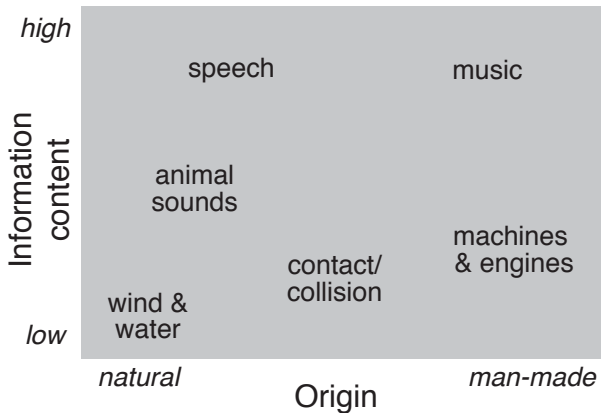 high
speech
music
Information
content
animal
sounds
machines
& engines
contact/
collision
wind &
water
low
natural
man-made
Origin